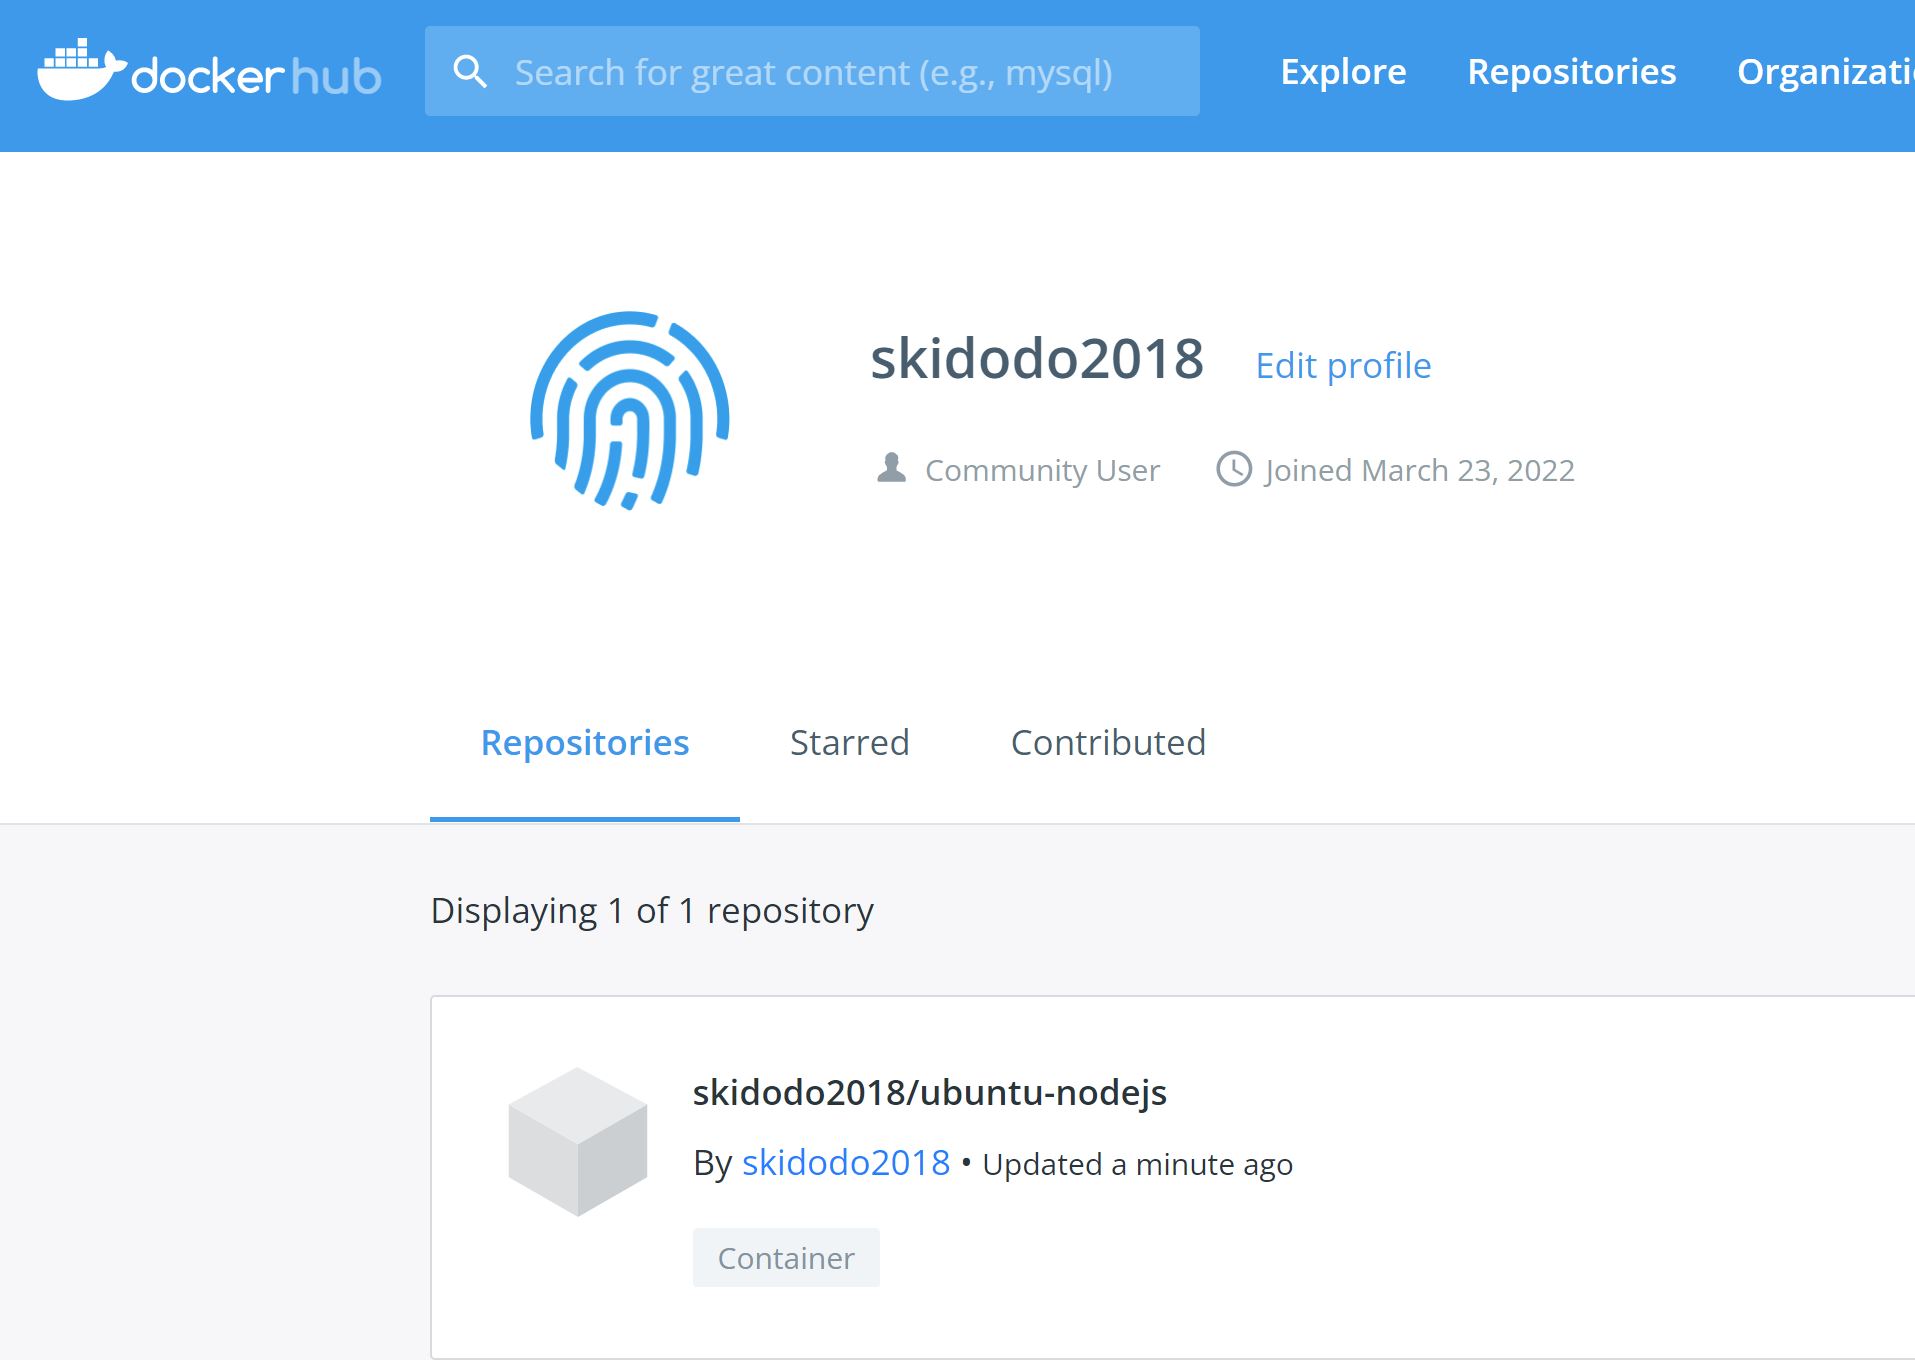 docker hub
Search for great content (e.g., mysql)
Explore
Repositories
Organizati
skidodo2018
Edit profile
Community User
Joined March 23, 2022
Repositories
Starred
Contributed
Displaying 1 of 1 repository
skidodo2018/ubuntu-nodejs
By skidodo2018 • Updated a minute ago
Container